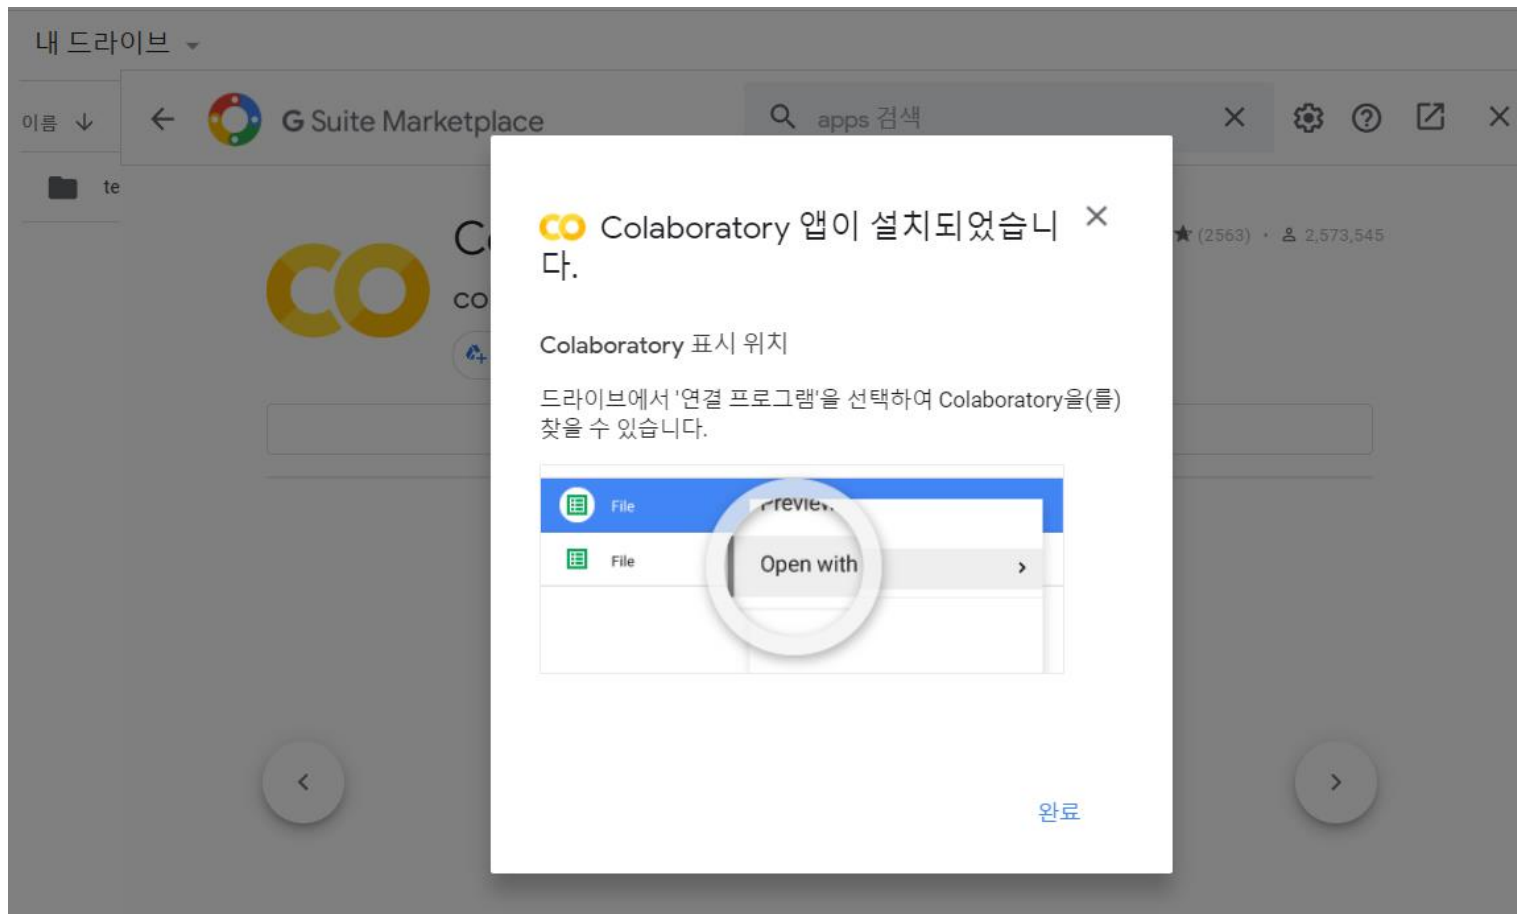 내 드라이브
이름
G Suite Marketplace
apps 검색
te
(2563) · 2,573,545
Colaboratory 앱이 설치되었습니
다.
Colaboratory 표시 위치
드라이브에서 '연결 프로그램'을 선택하여 Colaboratory을(를)
찾을 수 있습니다.
File
Preview
File
Open with
완료